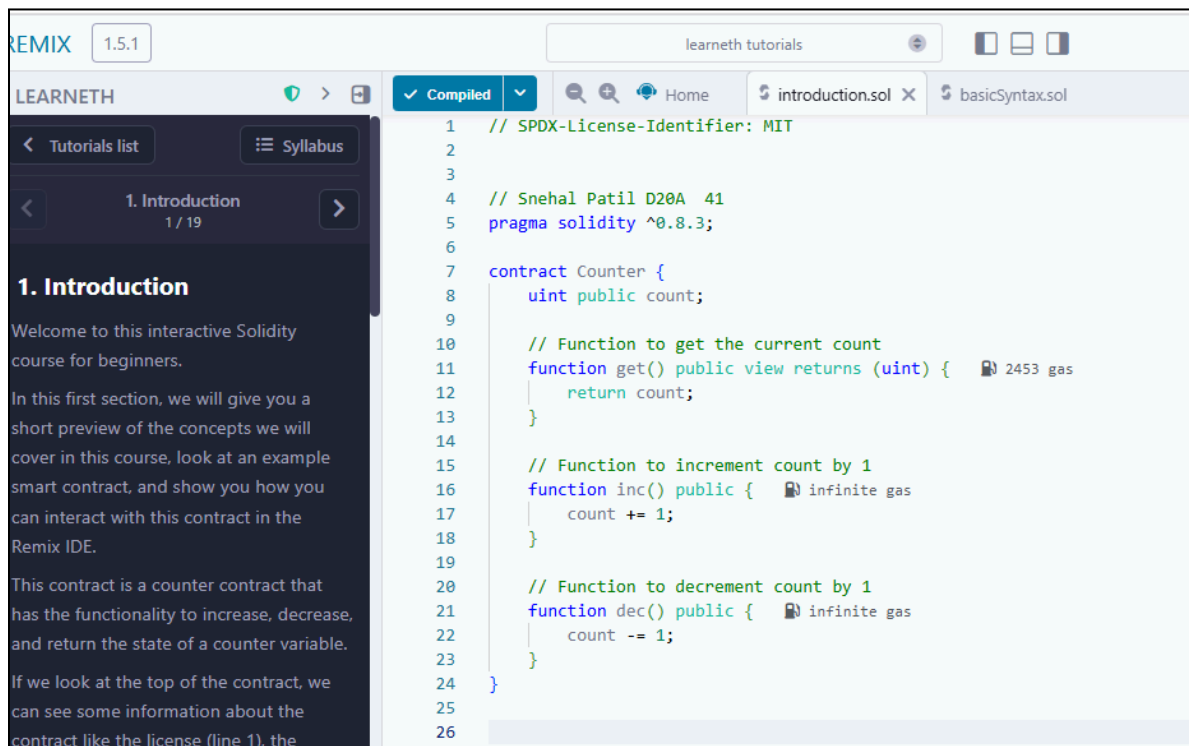 REMIX 1.5.1 learneth tutorials
LEARNETH
Tutorials list Syllabus
1. Introduction
1 / 19
1. Introduction
Welcome to this interactive Solidity
course for beginners.
In this first section, we will give you a
short preview of the concepts we will
cover in this course, look at an example
smart contract, and show you how you
can interact with this contract in the
Remix IDE.
This contract is a counter contract that
has the functionality to increase, decrease,
and return the state of a counter variable.
If we look at the top of the contract, we
can see some information about the
contract like the license (line 1), the
Compiled Home introduction.sol basicSyntax.sol
1 // SPDX-License-Identifier: MIT
2
3
4 // Snehal Patil D20A  41
5 pragma solidity ^0.8.3;
6
7 contract Counter {
8     uint public count;
9
10     // Function to get the current count
11     function get() public view returns (uint) { 2453 gas
12         return count;
13     }
14
15     // Function to increment count by 1
16     function inc() public { infinite gas
17         count += 1;
18     }
19
20     // Function to decrement count by 1
21     function dec() public { infinite gas
22         count -= 1;
23     }
24 }
25
26